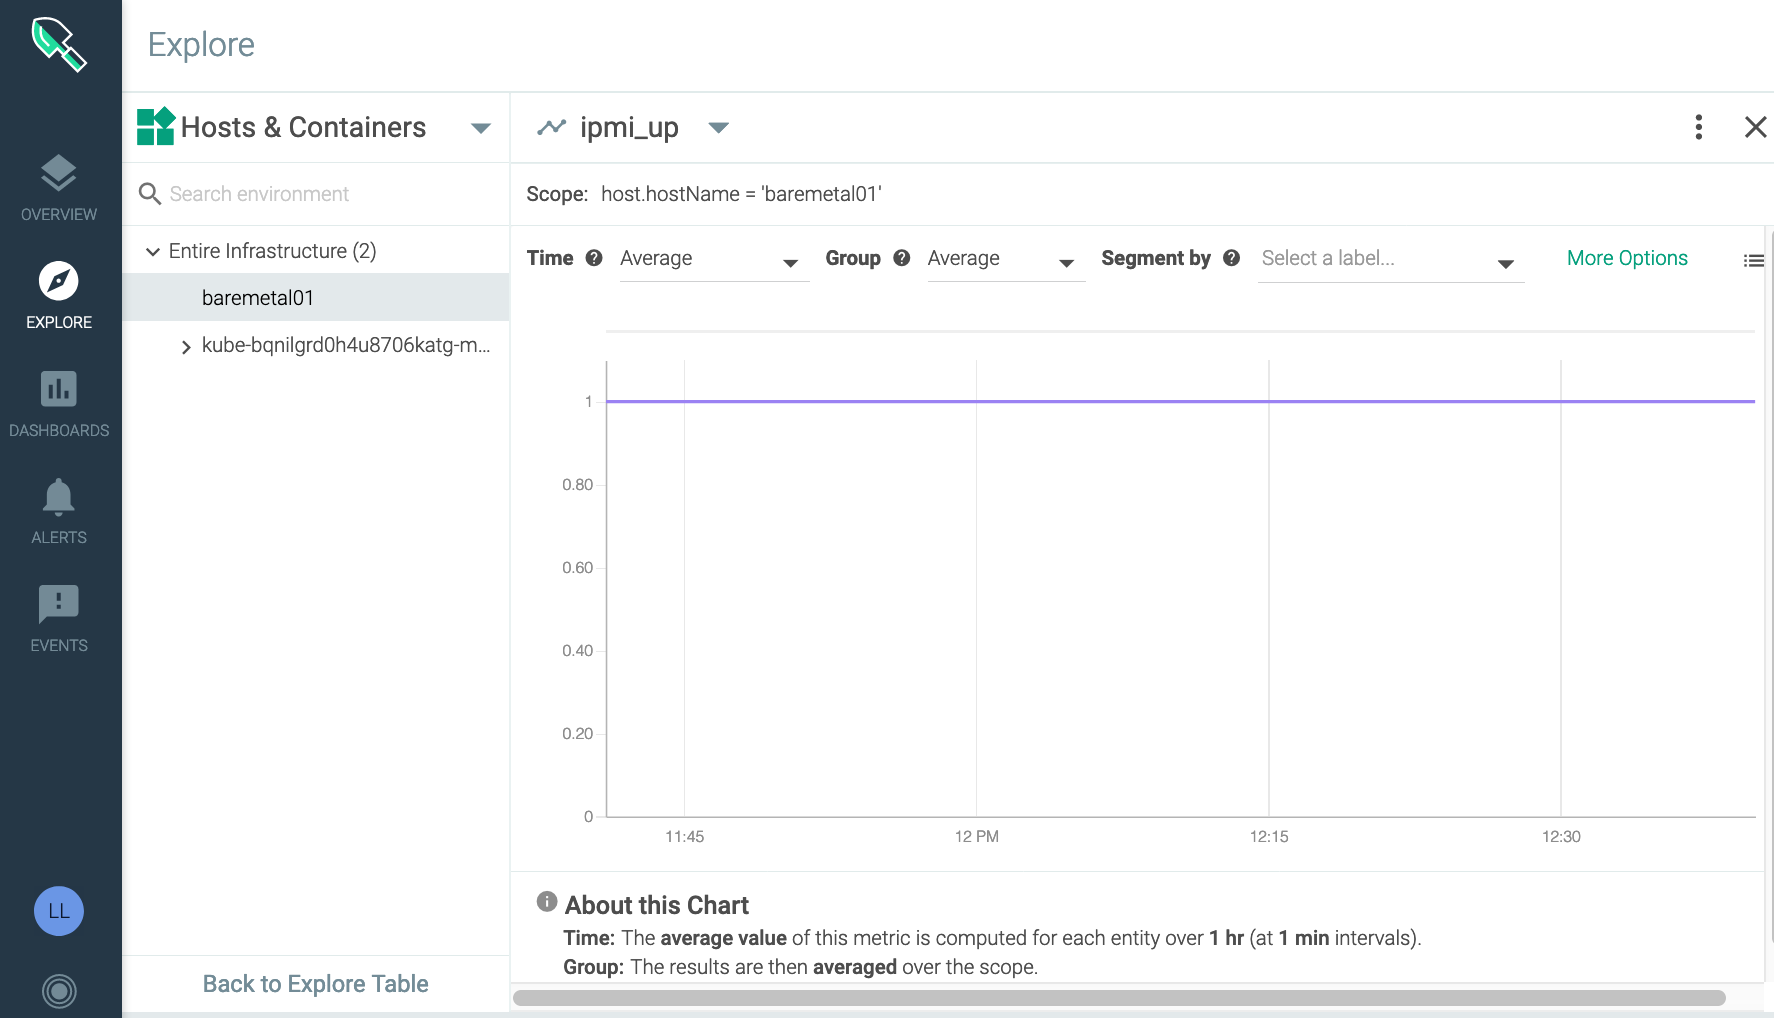 Explore
OVERVIEW
EXPLORE
DASHBOARDS
ALERTS
EVENTS
LL
Hosts & Containers
Search environment
Entire Infrastructure (2)
baremetal01
kube-bqnilgrd0h4u8706katg-m...
Back to Explore Table
ipmi_up
Scope: host.hostName = 'baremetal01'
Time ? Average Group ? Average Segment by ? Select a label... More Options
1
0.80
0.60
0.40
0.20
0
11:45 12 PM 12:15 12:30
About this Chart
Time: The average value of this metric is computed for each entity over 1 hr (at 1 min intervals).
Group: The results are then averaged over the scope.